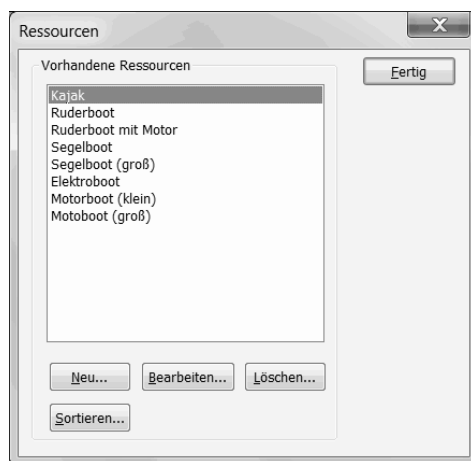 Ressourcen
X
Vorhandene Ressourcen
Fertig
Kajak
Ruderboot
Ruderboot mit Motor
Segelboot
Segelboot (groß)
Elektroboot
Motorboot (klein)
Motoboot (groß)
Neu... Bearbeiten... Löschen...
Sortieren...